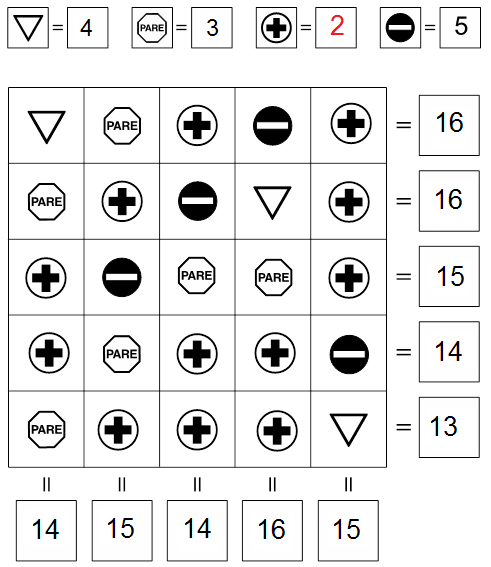 = 4 PARE = 3 = 2 = 5
PARE = 16
PARE = 16
PARE PARE = 15
PARE = 14
PARE = 13
= = = = =
14 15 14 16 15